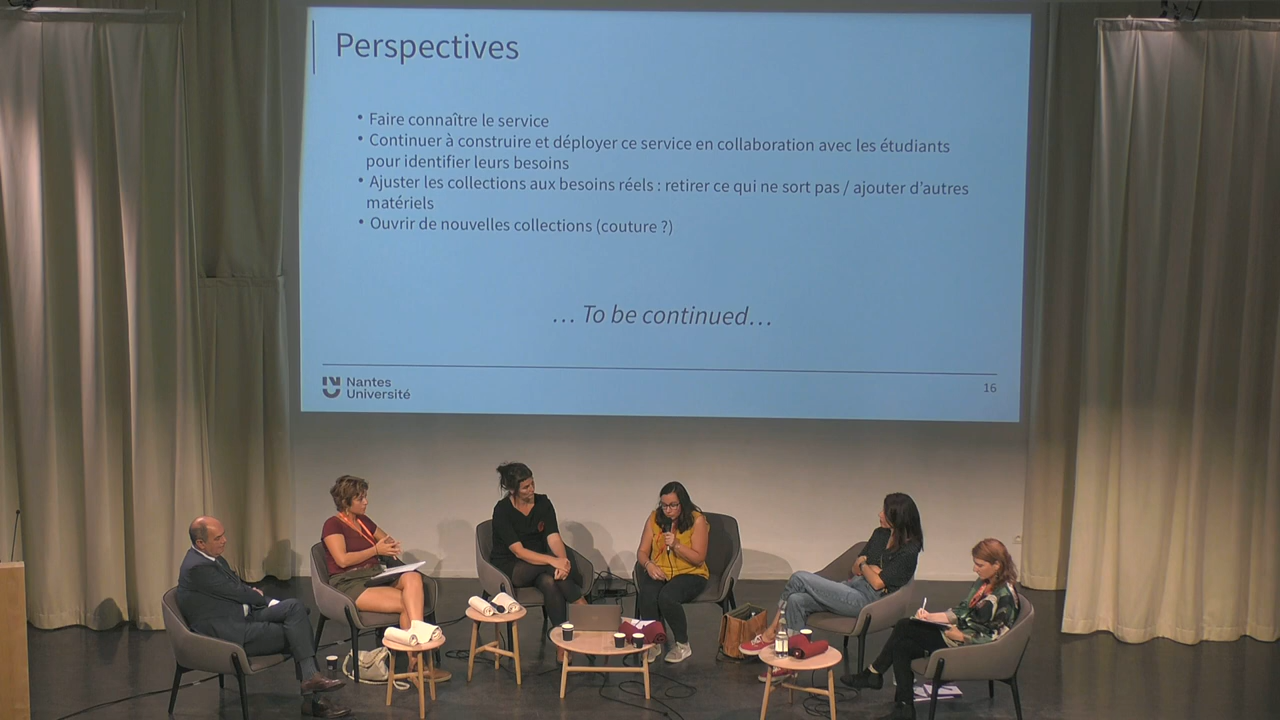 Perspectives
• Faire connaître le service
• Continuer à construire et déployer ce service en collaboration avec les étudiants
pour identifier leurs besoins
• Ajuster les collections aux besoins réels : retirer ce qui ne sort pas / ajouter d'autres
matériels
• Ouvrir de nouvelles collections (couture ?)
... To be continued...
Nantes
Université
16